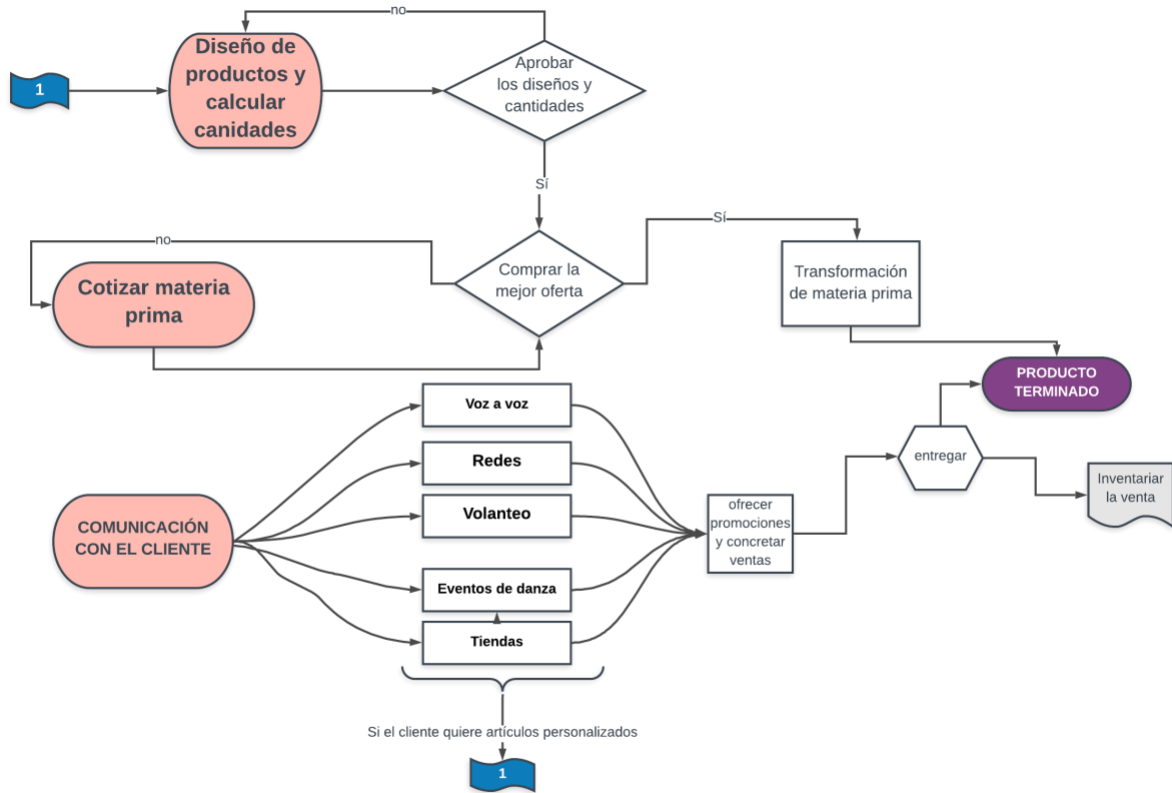 no
1
Diseño de
productos y
calcular
canidades
Aprobar
los diseños y
cantidades
Sí
no
Cotizar materia
prima
Comprar la
mejor oferta
Sí
Transformación
de materia prima
PRODUCTO
TERMINADO
COMUNICACIÓN
CON EL CLIENTE
Voz a voz
Redes
Volanteo
Eventos de danza
Tiendas
ofrecer
promociones
y concretar
ventas
entregar
Inventariar
la venta
Si el cliente quiere artículos personalizados
1